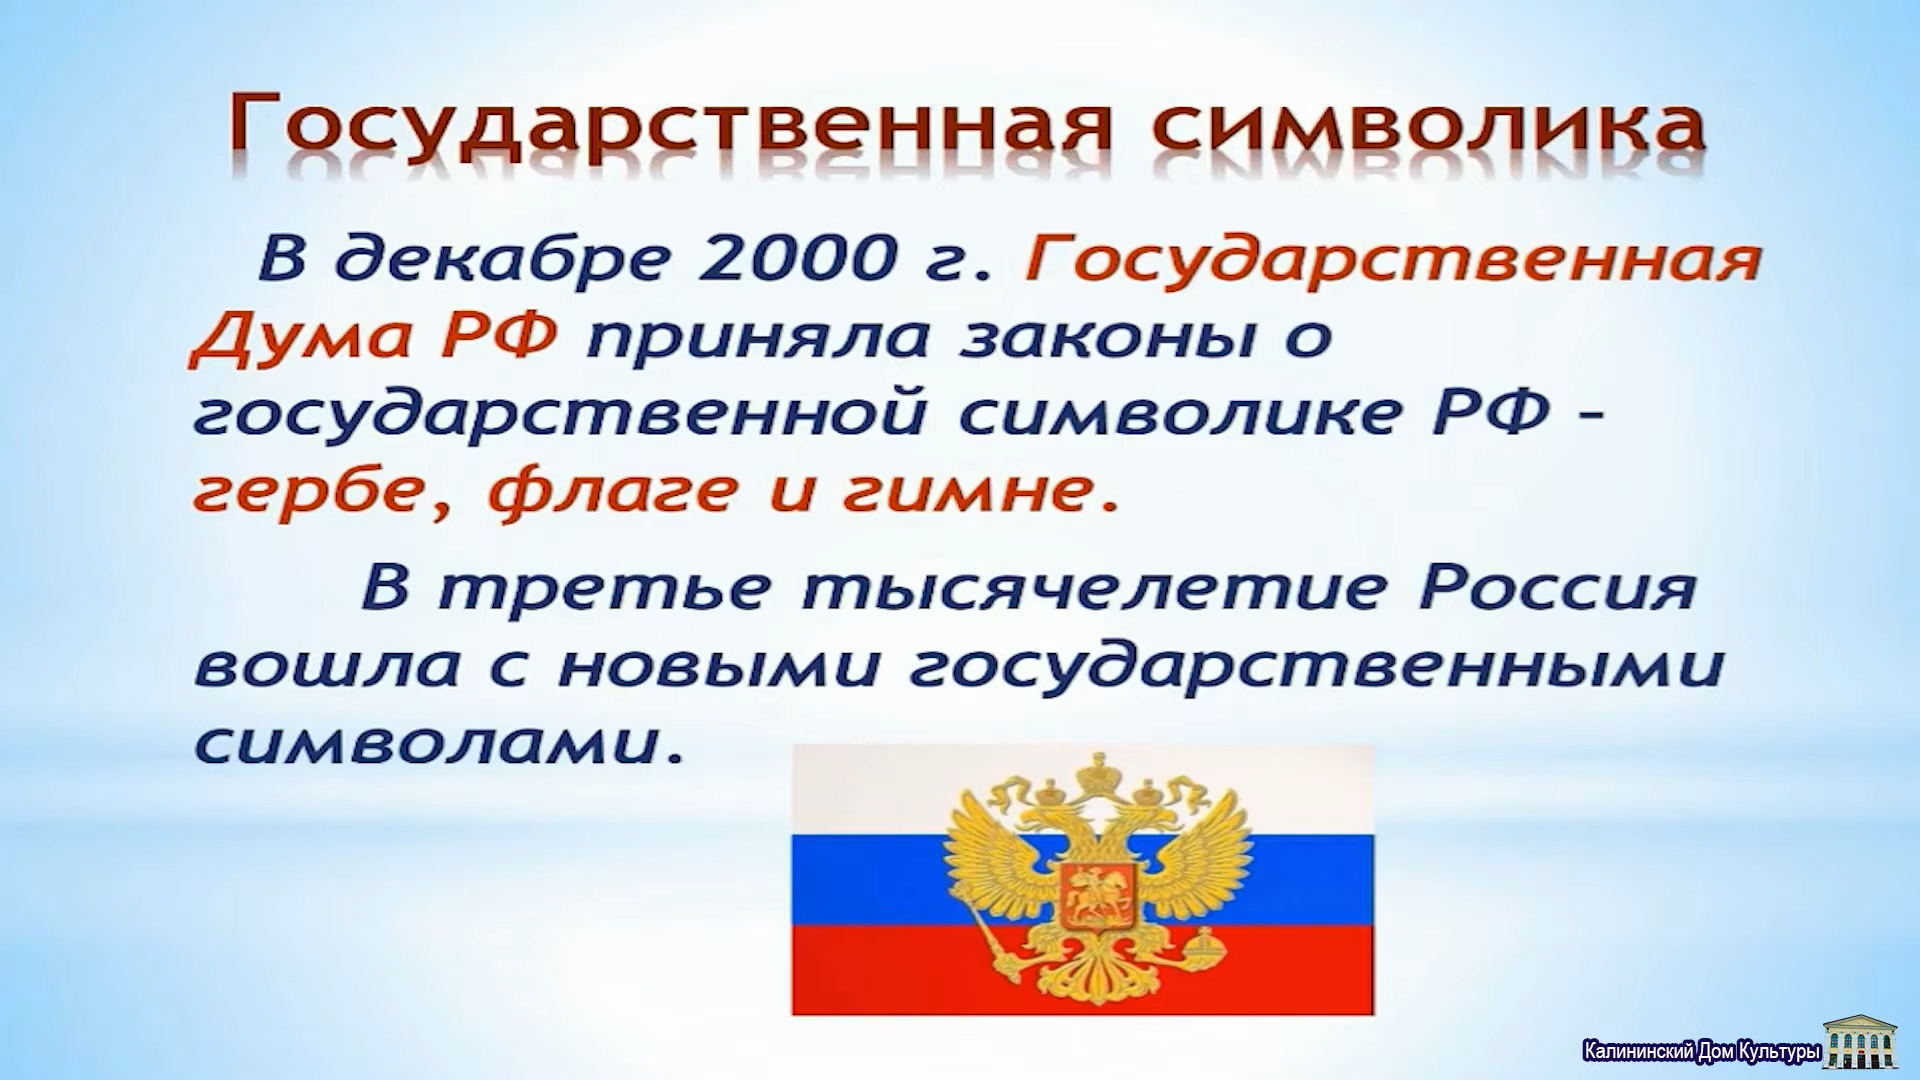 Государственная символика
В декабре 2000 г. Государственная
Дума РФ приняла законы о
государственной символике РФ –
гербе, флаге и гимне.
В третье тысячелетие Россия
вошла с новыми государственными
символами.
Калининский Дом Культуры